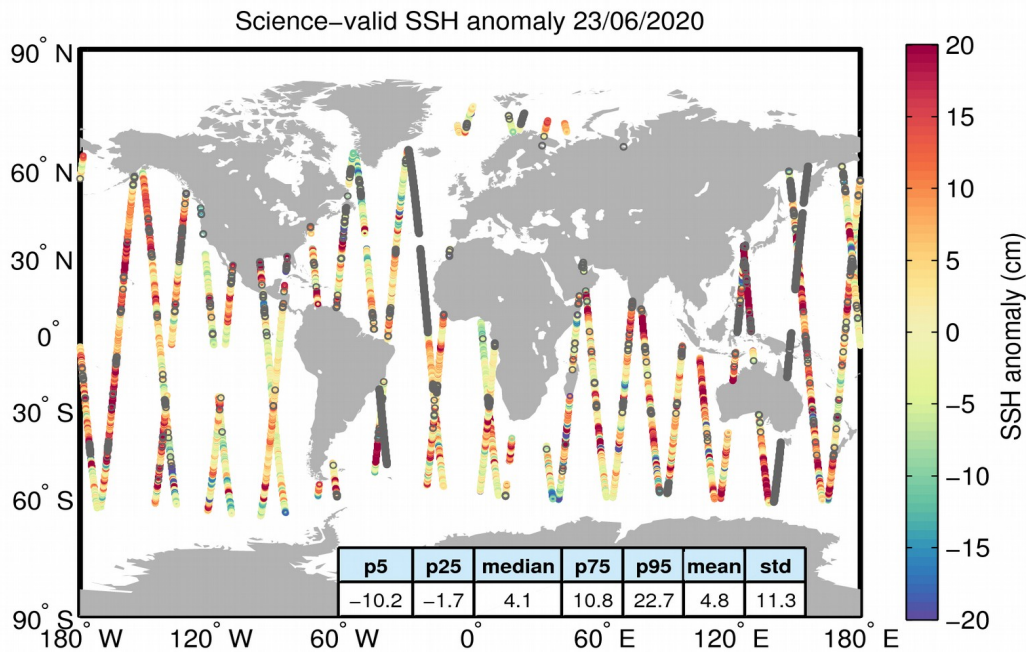 Science−valid SSH anomaly 23/06/2020
90° N
60° N
30° N
0°
30° S
60° S
90° S
180° W
120° W
60° W
0°
60° E
120° E
180° E
p5 p25 median p75 p95 mean std
−10.2 −1.7 4.1 10.8 22.7 4.8 11.3
20
15
10
5
0
−5
−10
−15
−20
SSH anomaly (cm)